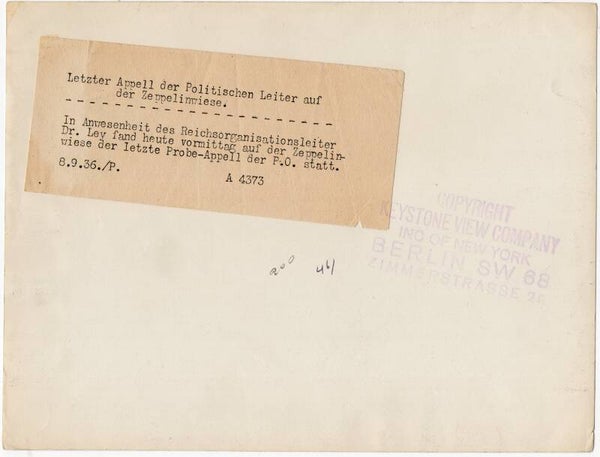 Letzter Appell der Politischen Leiter auf
der Zeppelinwiese.
- - - - - - - - - - - - - - - - - - - - - -
In Anwesenheit des Reichsorganisationsleiter
Dr. Ley fand heute vormittag auf der Zeppelin-
wiese der letzte Probe-Appell der P.O. statt.
8.9.36./P.
A 4373
COPYRIGHT
KEYSTONE VIEW COMPANY
INC OF NEW YORK
BERLIN SW 68
ZIMMERSTRASSE